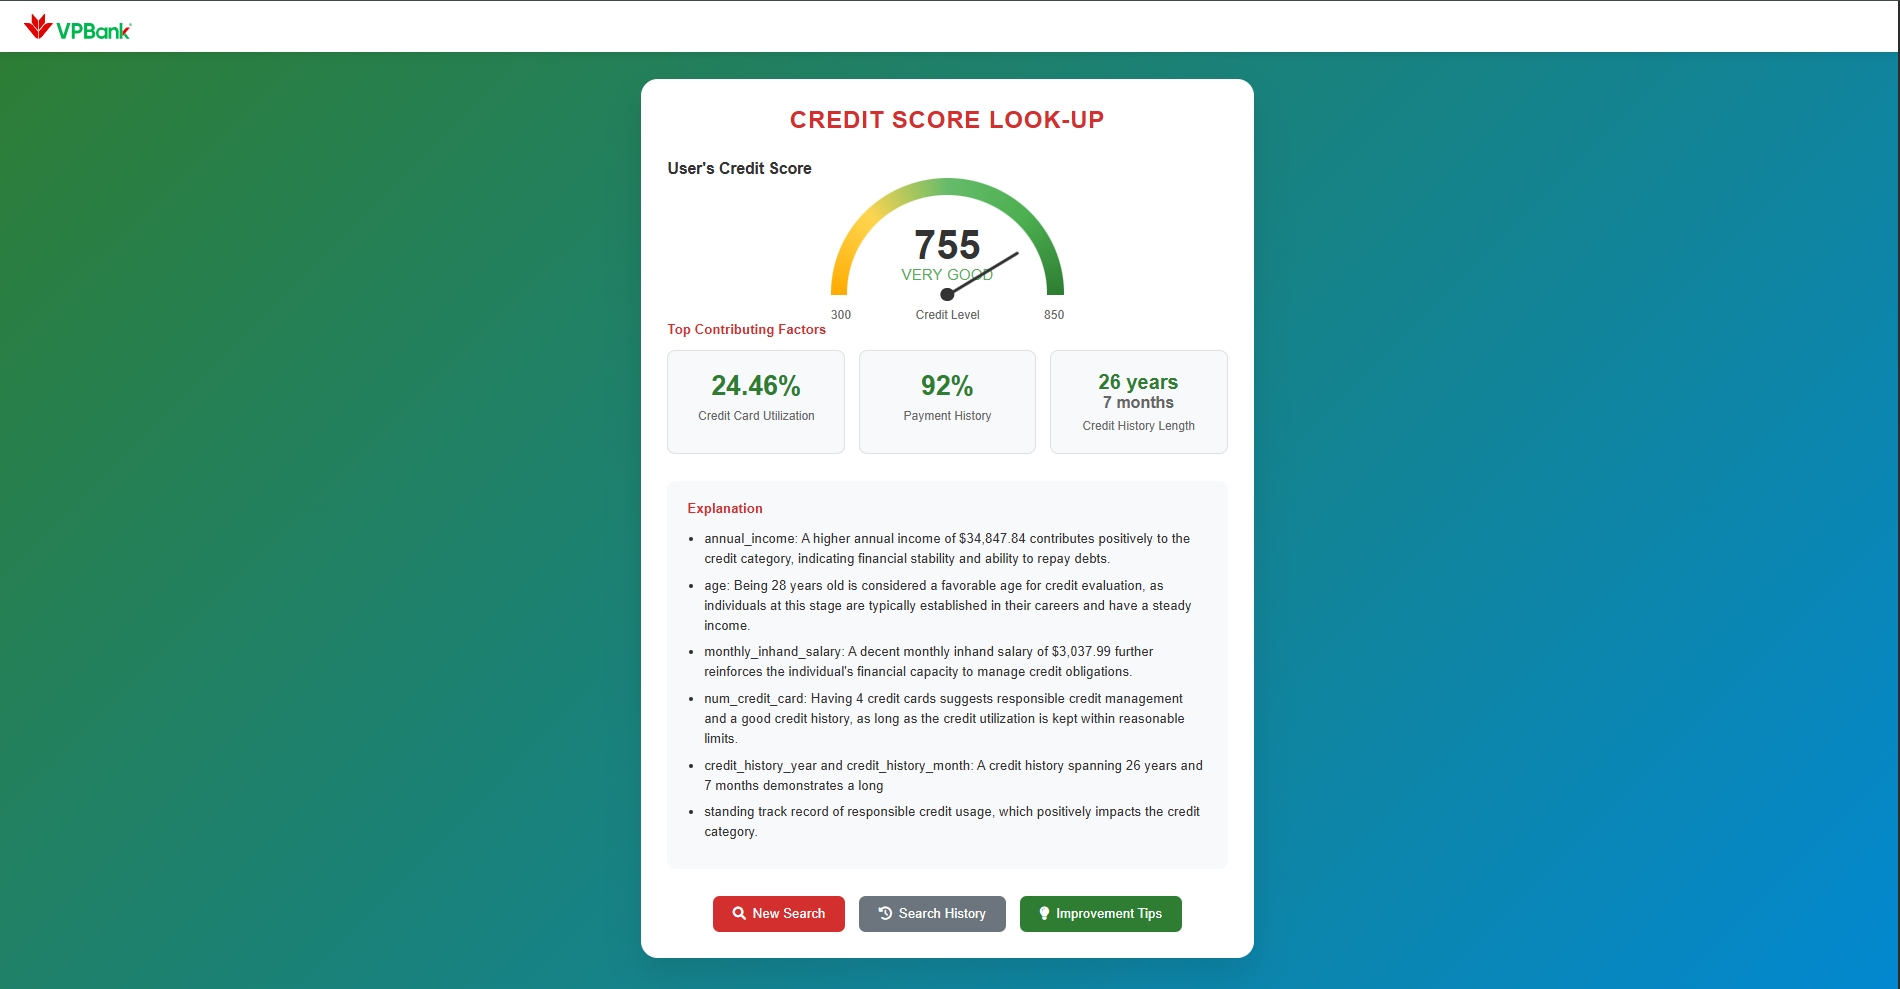 VPBank
CREDIT SCORE LOOK-UP
User's Credit Score
755
VERY GOOD
300
Credit Level
850
Top Contributing Factors
24.46%
Credit Card Utilization
92%
Payment History
26 years
7 months
Credit History Length
Explanation
annual_income: A higher annual income of $34,847.84 contributes positively to the
credit category, indicating financial stability and ability to repay debts.
age: Being 28 years old is considered a favorable age for credit evaluation, as
individuals at this stage are typically established in their careers and have a steady
income.
monthly_inhand_salary: A decent monthly inhand salary of $3,037.99 further
reinforces the individual's financial capacity to manage credit obligations.
num_credit_card: Having 4 credit cards suggests responsible credit management
and a good credit history, as long as the credit utilization is kept within reasonable
limits.
credit_history_year and credit_history_month: A credit history spanning 26 years and
7 months demonstrates a long
standing track record of responsible credit usage, which positively impacts the credit
category.
New Search
Search History
Improvement Tips